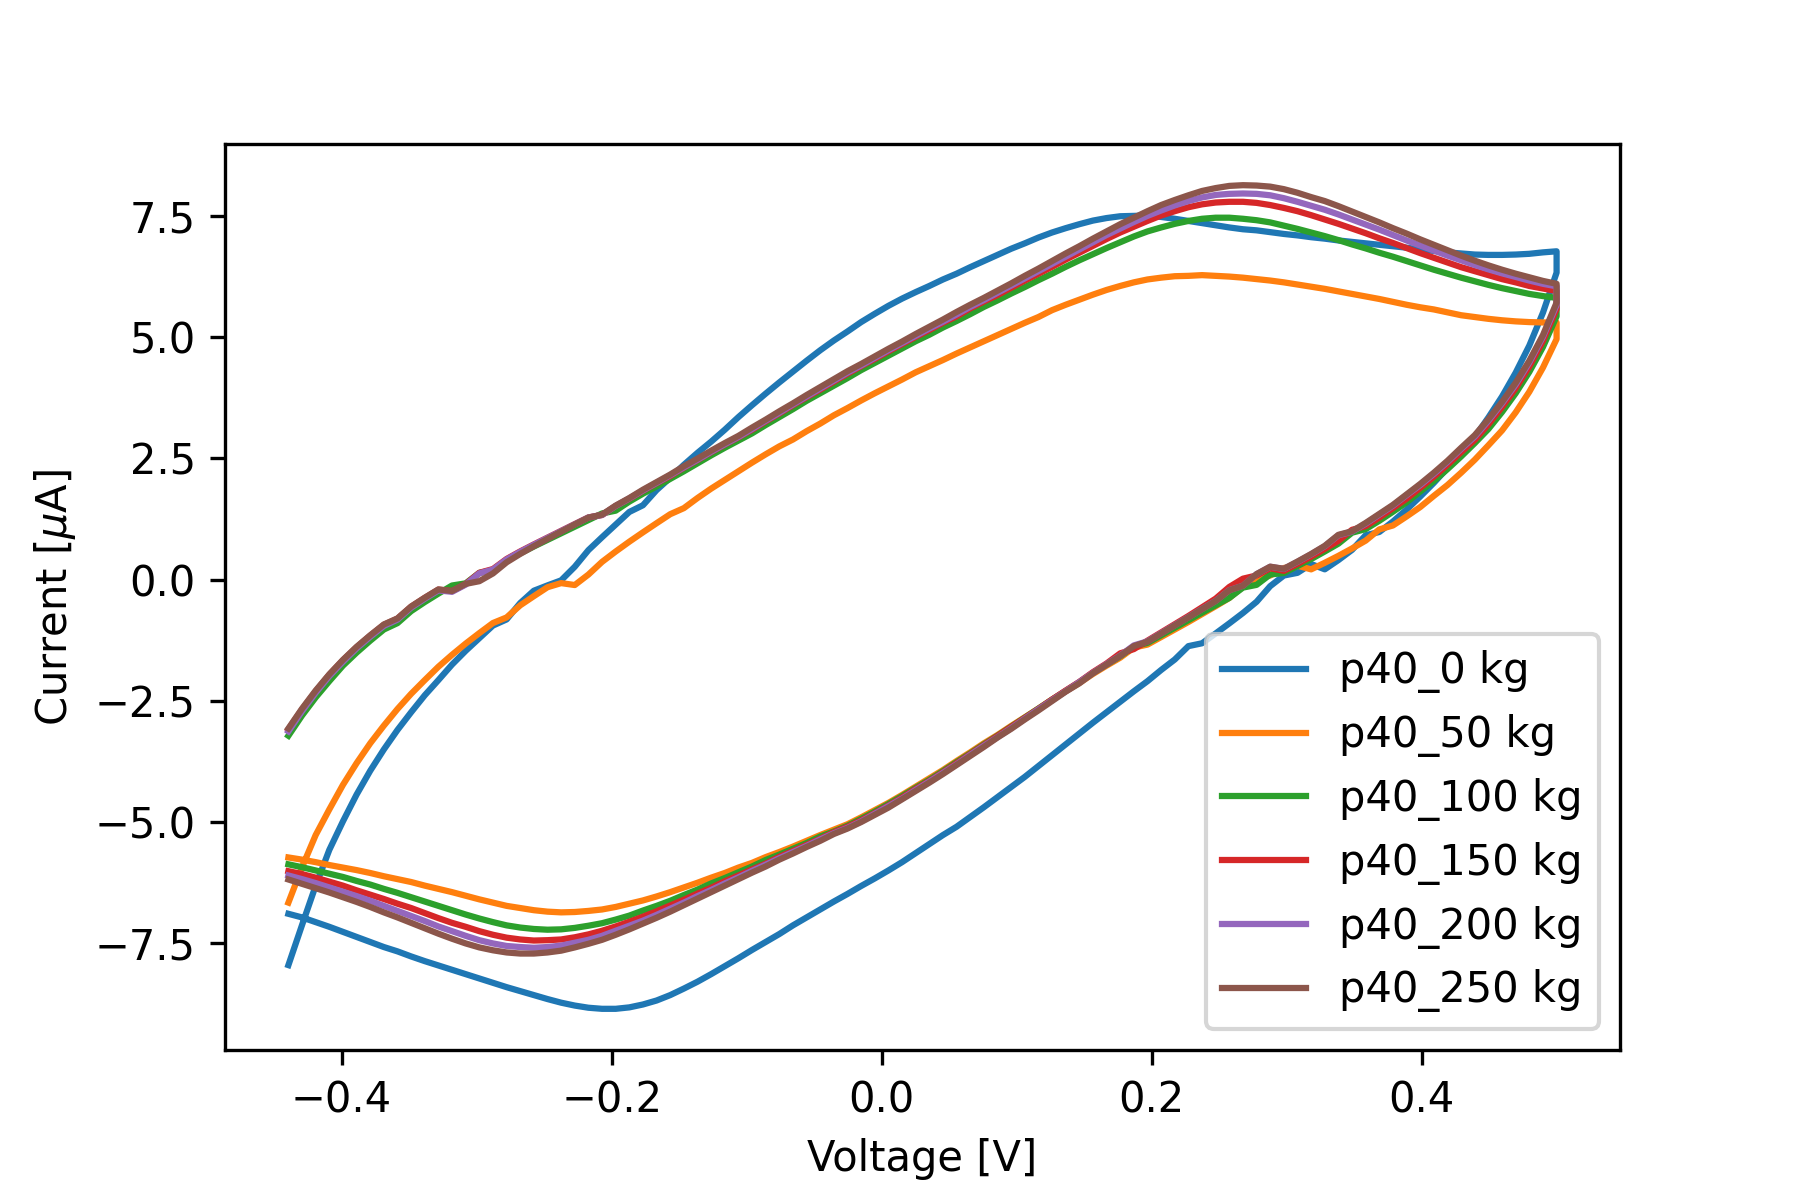 7.5
5.0
2.5
0.0
−2.5
−5.0
−7.5
Current [μA]
−0.4
−0.2
0.0
0.2
0.4
Voltage [V]
p40_0 kg
p40_50 kg
p40_100 kg
p40_150 kg
p40_200 kg
p40_250 kg